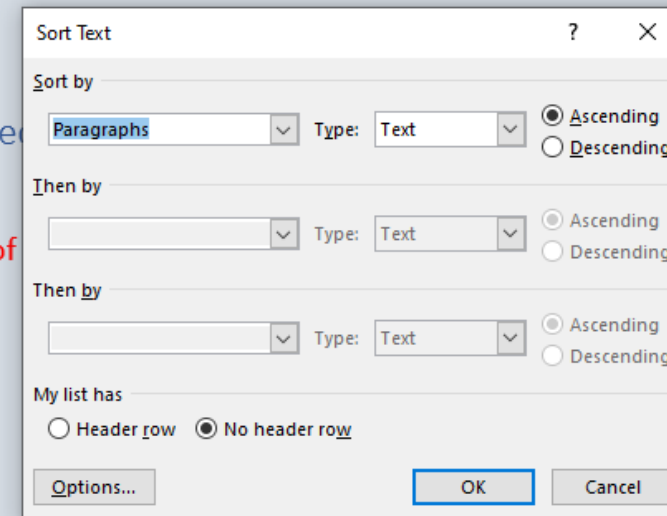 Sort Text ?
Sort by
Paragraphs Type: Text Ascending
Descending
Then by
Type: Text Ascending
Descending
Then by
Type: Text Ascending
Descending
My list has
Header row No header row
Options... OK Cancel
of